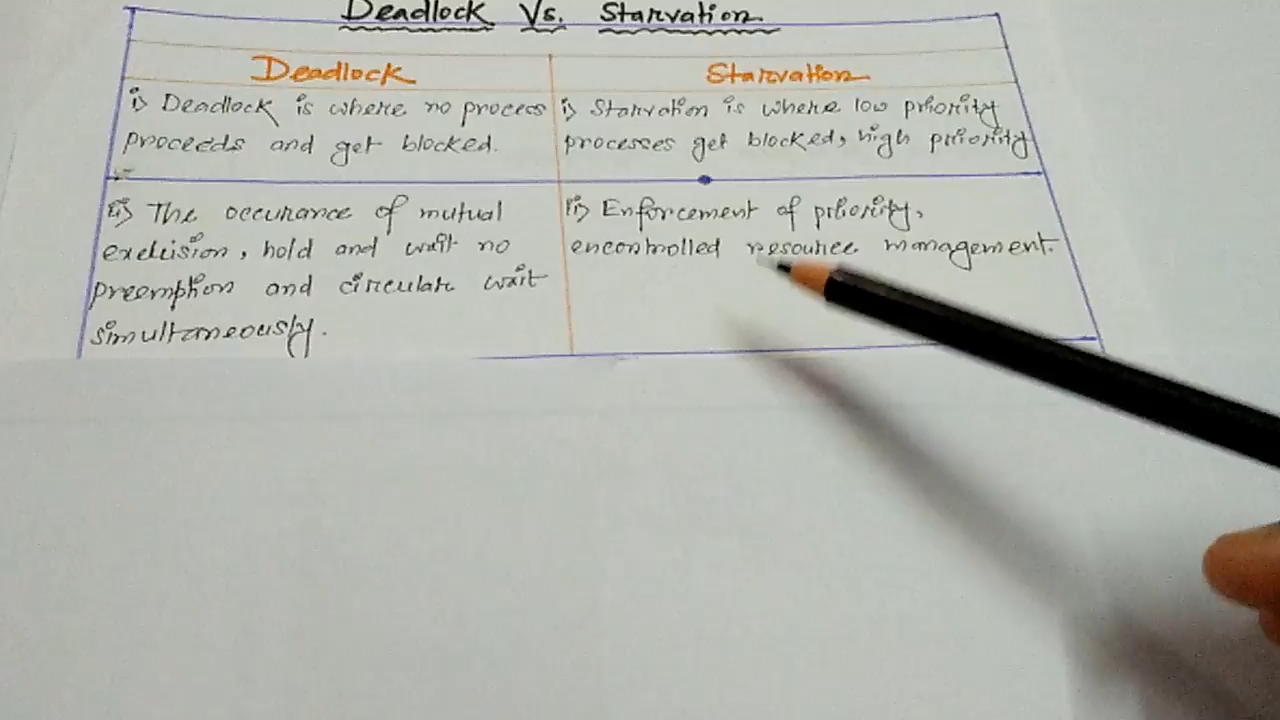 Deadlock Vs. Starvation
Deadlock
i) Deadlock is where no process
proceeds and get blocked.
ii) The occurance of mutual
exclusion, hold and wait no
preemption and circular wait
simultaneously.
Starvation
i) Starvation is where low priority
processes get blocked, high priority
ii) Enforcement of priority,
encontrolled resource management.